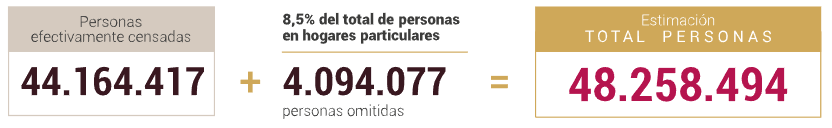 Personas
efectivamente censadas
44.164.417
+
8,5% del total de personas
en hogares particulares
4.094.077
personas omitidas
=
Estimación
TOTAL PERSONAS
48.258.494